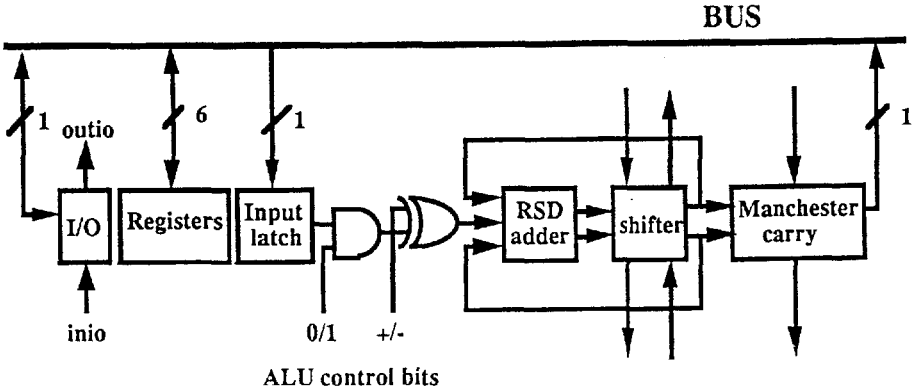 BUS
1
6
1
1
outio
I/O
Registers
Input
latch
RSD
adder
shifter
Manchester
carry
inio
0/1
+/-
ALU control bits